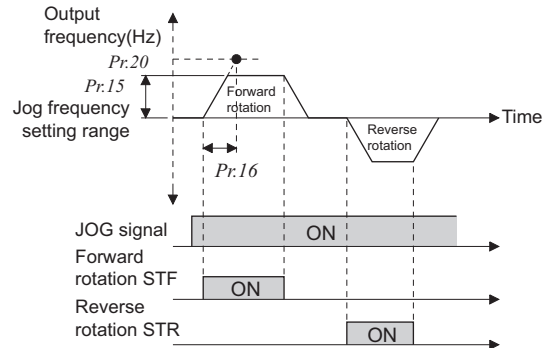 Output
frequency(Hz)
Pr.20
Pr.15
Forward
rotation
Jog frequency
setting range
Time
Reverse
rotation
Pr.16
JOG signal
ON
Forward
rotation STF
ON
Reverse
rotation STR
ON